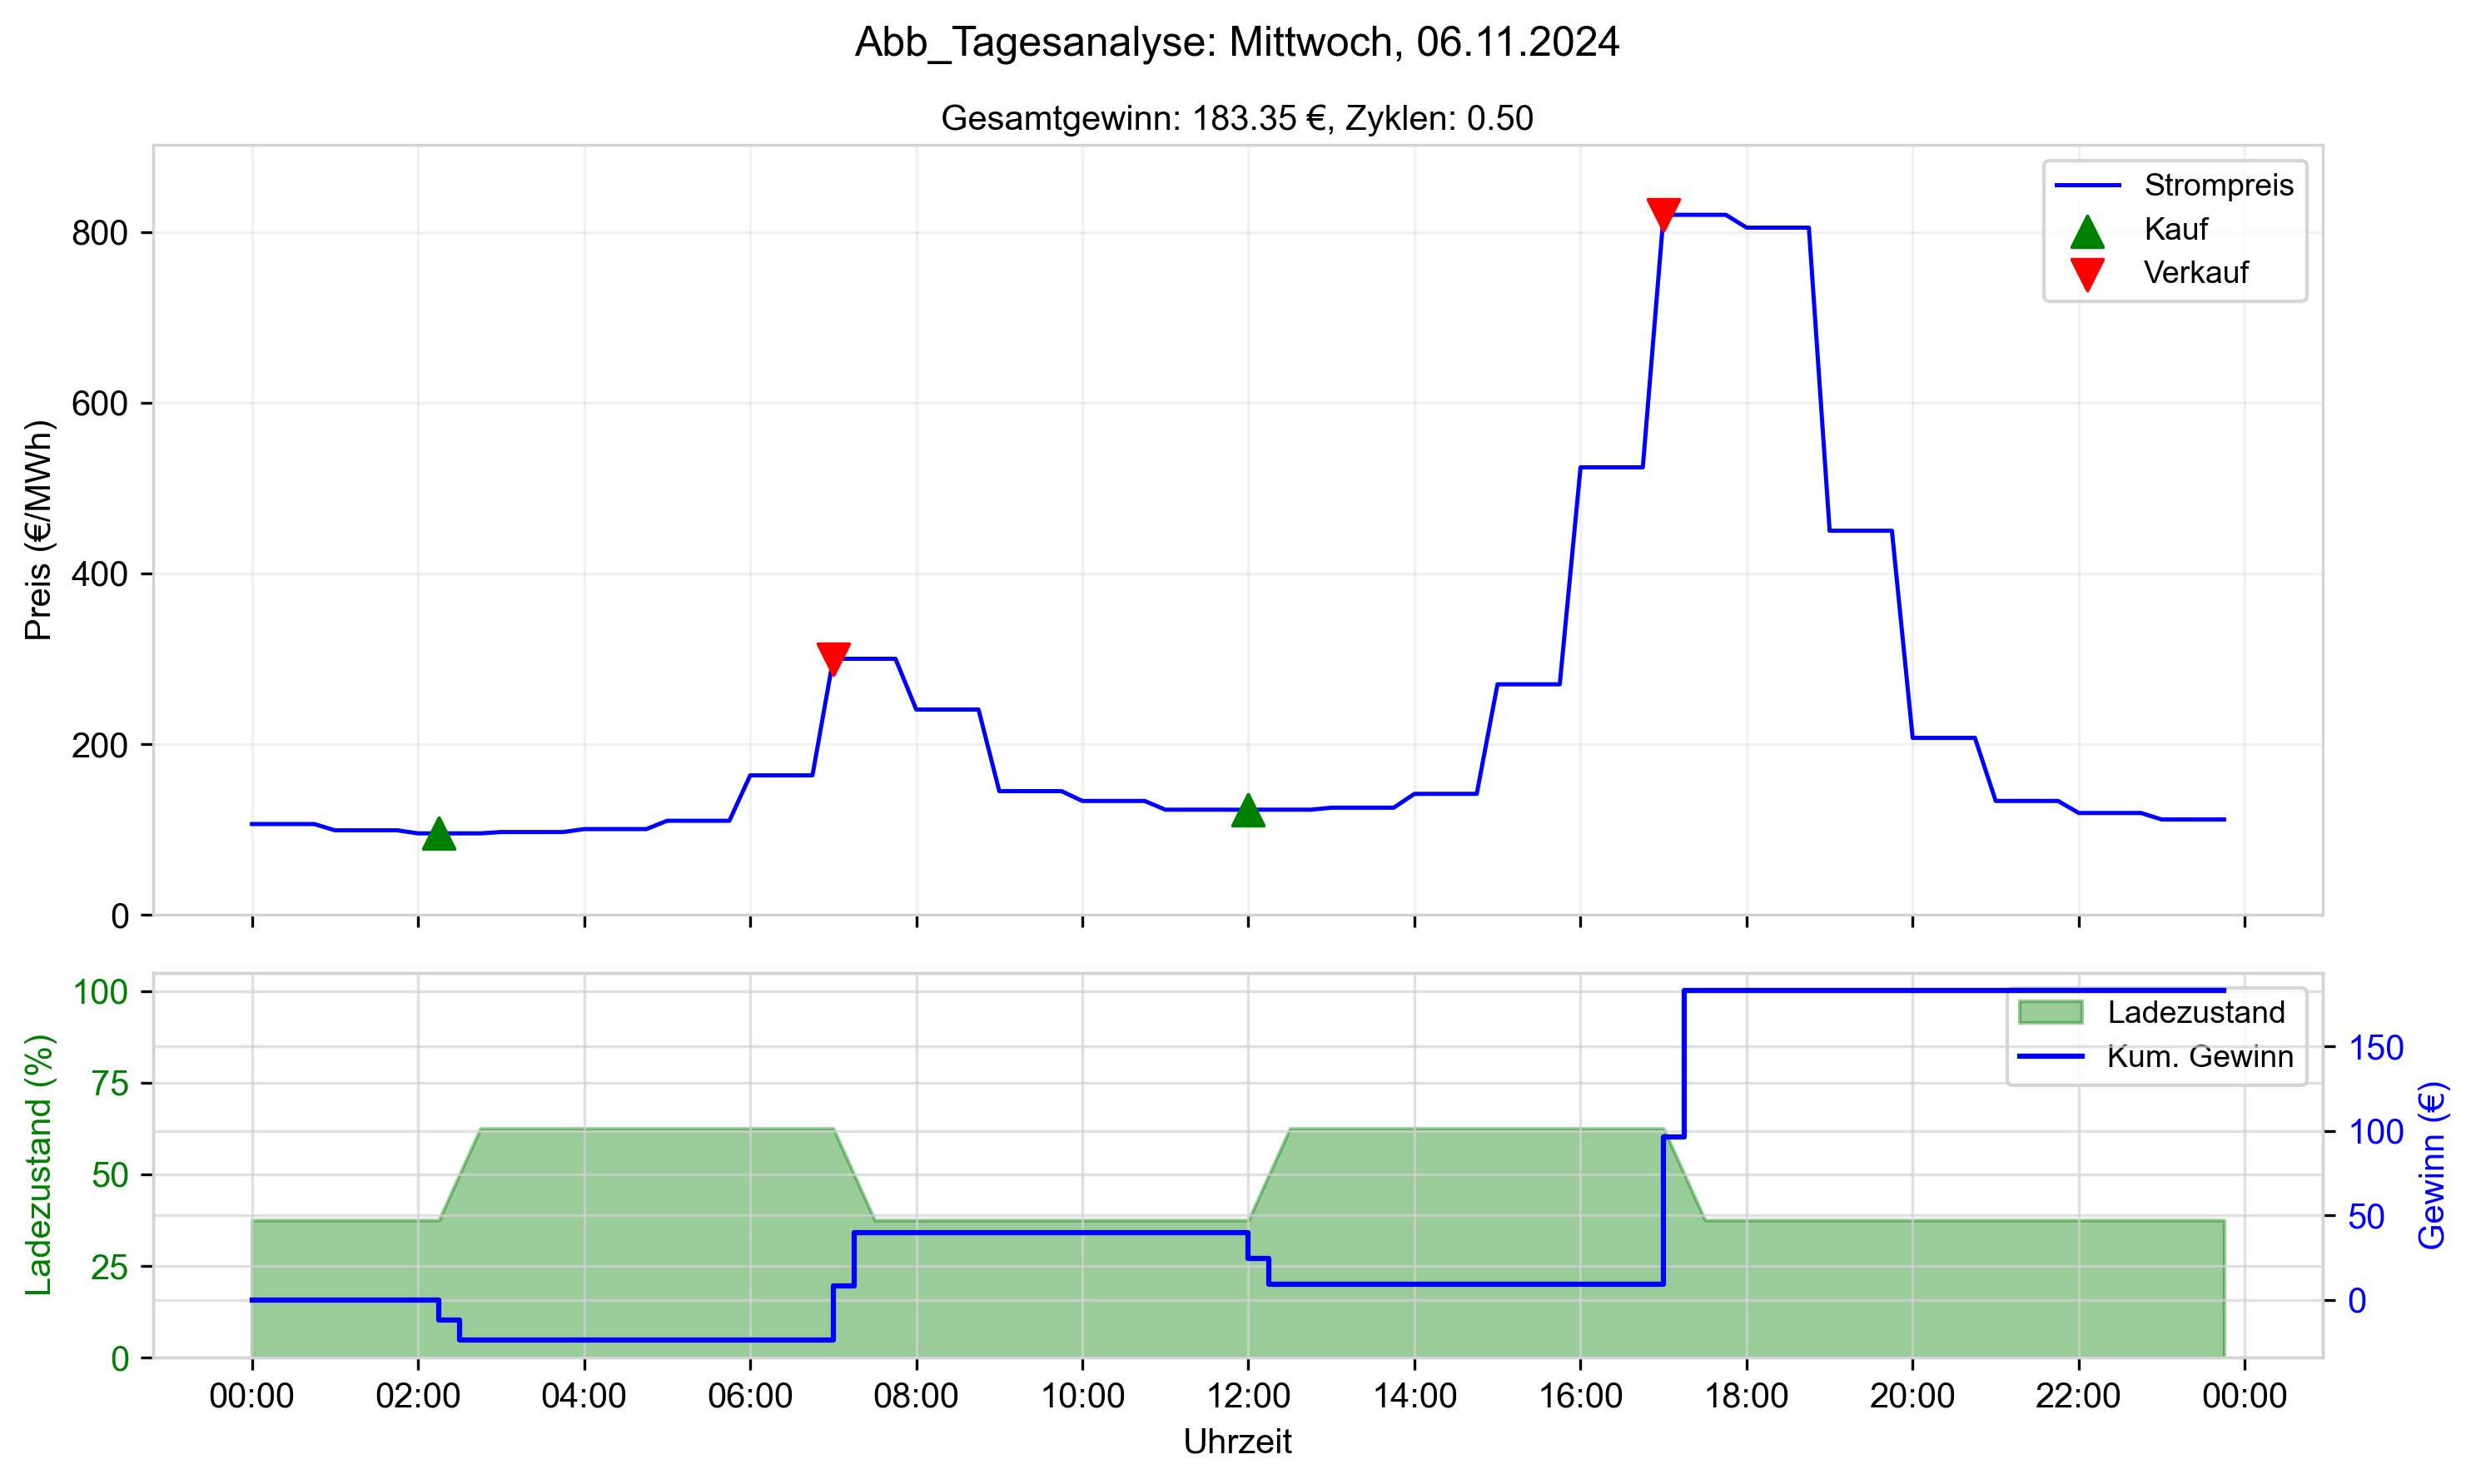 Abb_Tagesanalyse: Mittwoch, 06.11.2024
Gesamtgewinn: 183.35 €, Zyklen: 0.50
Preis (€/MWh)
800
600
400
200
0
Strompreis
Kauf
Verkauf
Ladezustand (%)
100
75
50
25
0
Ladezustand
Kum. Gewinn
150
100
50
0
Gewinn (€)
00:00 02:00 04:00 06:00 08:00 10:00 12:00 14:00 16:00 18:00 20:00 22:00 00:00
Uhrzeit